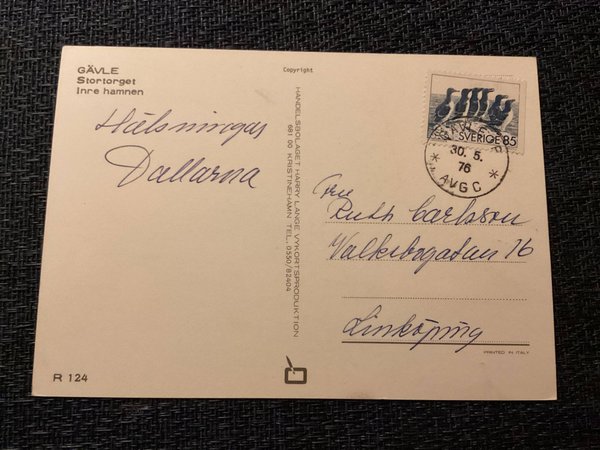 GÄVLE
Stortorget
Inre hamnen
Copyright
Hälsningar
Dallarna
HANDELSBOLAGET HARRY LANGE VYKORTSPRODUKTION
681 00 KRISTINEHAMN TEL. 0550/82404
SVERIGE 85
30. 5.
76
* AVGC *
Fru
Ruth Carlsson
Valkebogatan 16
Linköping
PRINTED IN ITALY
R 124